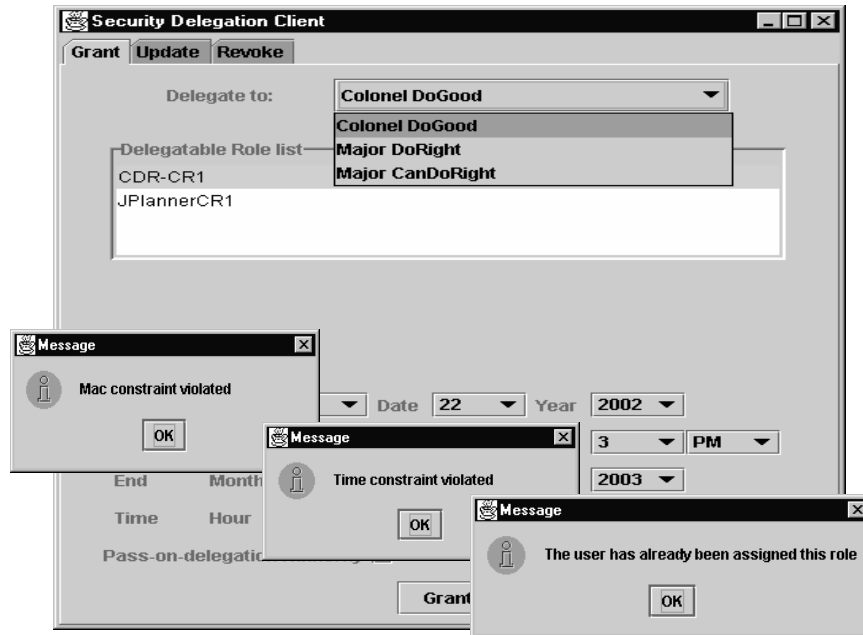 Security Delegation Client
Grant Update Revoke
Delegate to: Colonel DoGood
Colonel DoGood
Delegatable Role list Major DoRight
CDR-CR1 Major CanDoRight
JPlannerCR1
Message
Mac constraint violated
OK
Date 22 Year 2002
Message
3 PM
Time constraint violated
OK
End Month 2003
Time Hour
Message
The user has already been assigned this role
OK
Pass-on-delegatic
Grant